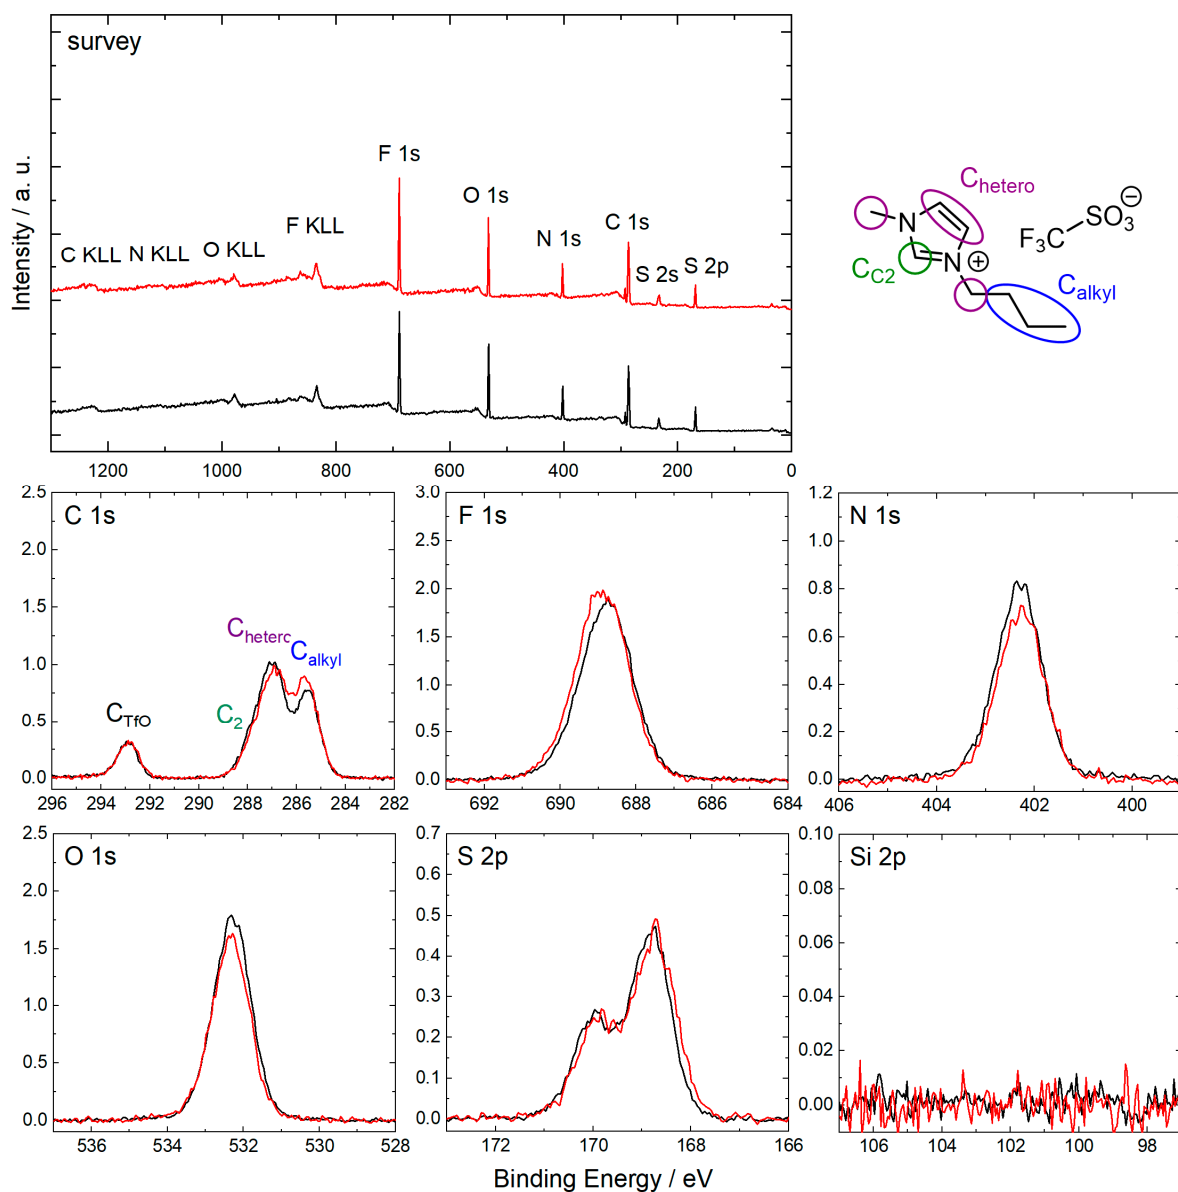 survey
Intensity / a. u.
F 1s
O 1s
N 1s
C 1s
S 2s
S 2p
C KLL
N KLL
O KLL
F KLL
1200
1000
800
600
400
200
0
C_hetero
N
C_C2
N
+
F3C
SO3
−
C_alkyl
C 1s
2.5
2.0
1.5
1.0
0.5
0.0
C_heterc
C_alkyl
C_TfO
C_2
296
294
292
290
288
286
284
282
F 1s
3.0
2.5
2.0
1.5
1.0
0.5
0.0
692
690
688
686
684
N 1s
1.2
1.0
0.8
0.6
0.4
0.2
0.0
406
404
402
400
O 1s
2.5
2.0
1.5
1.0
0.5
0.0
536
534
532
530
528
S 2p
0.7
0.6
0.5
0.4
0.3
0.2
0.1
0.0
172
170
168
166
Si 2p
0.10
0.08
0.06
0.04
0.02
0.00
106
104
102
100
98
Binding Energy / eV